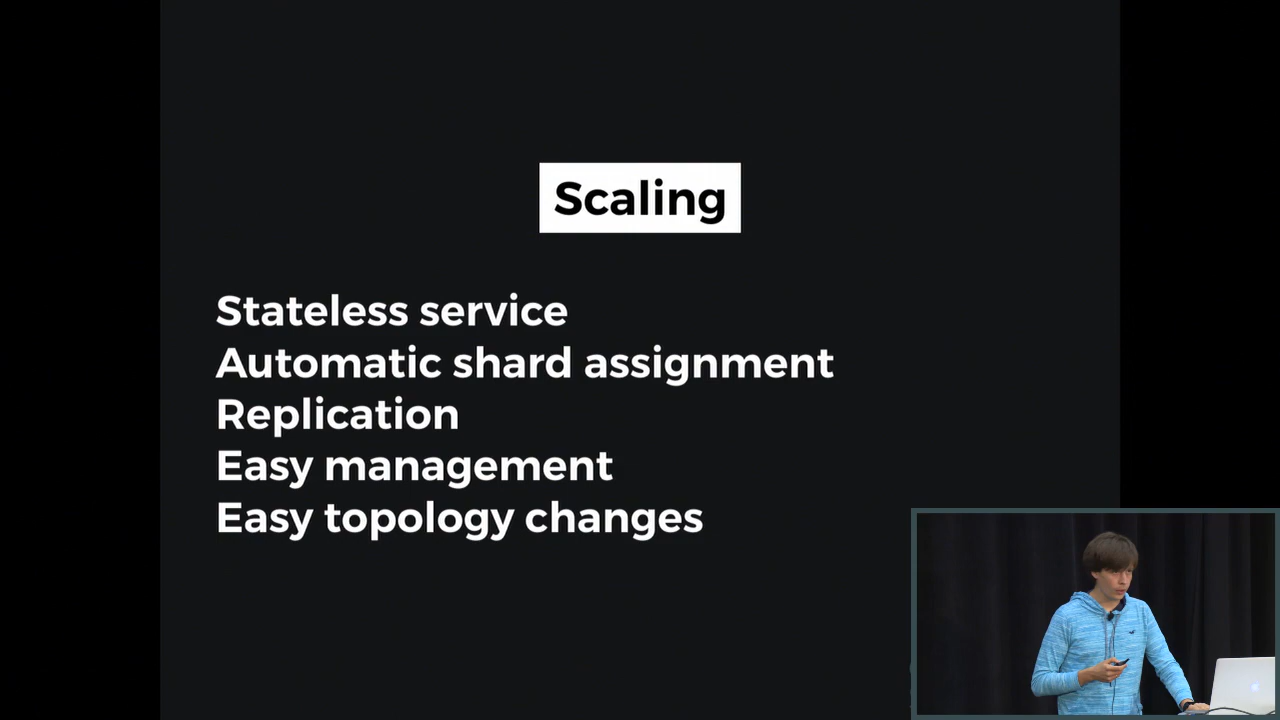 Scaling
Stateless service
Automatic shard assignment
Replication
Easy management
Easy topology changes